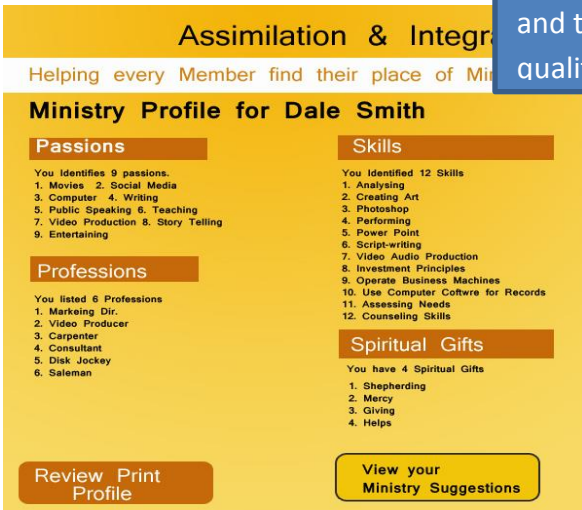 Assimilation & Integra
and t
Helping every Member find their place of Mi
qualit
Ministry Profile for Dale Smith
Passions
You Identifies 9 passions.
1. Movies 2. Social Media
3. Computer 4. Writing
5. Public Speaking 6. Teaching
7. Video Production 8. Story Telling
9. Entertaining
Professions
You listed 6 Professions
1. Markeing Dir.
2. Video Producer
3. Carpenter
4. Consultant
5. Disk Jockey
6. Saleman
Skills
You Identified 12 Skills
1. Analysing
2. Creating Art
3. Photoshop
4. Performing
5. Power Point
6. Script-writing
7. Video Audio Production
8. Investment Principles
9. Operate Business Machines
10. Use Computer Coftwre for Records
11. Assessing Needs
12. Counseling Skills
Spiritual Gifts
You have 4 Spiritual Gifts
1. Shepherding
2. Mercy
3. Giving
4. Helps
Review Print
Profile
View your
Ministry Suggestions